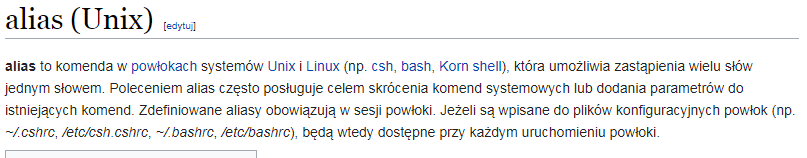 alias (Unix) [edytuj]
alias to komenda w powłokach systemów Unix i Linux (np. csh, bash, Korn shell), która umożliwia zastąpienia wielu słów
jednym słowem. Poleceniem alias często posługuje celem skrócenia komend systemowych lub dodania parametrów do
istniejących komend. Zdefiniowane aliasy obowiązują w sesji powłoki. Jeżeli są wpisane do plików konfiguracyjnych powłok (np.
~/.cshrc, /etc/csh.cshrc, ~/.bashrc, /etc/bashrc), będą wtedy dostępne przy każdym uruchomieniu powłoki.